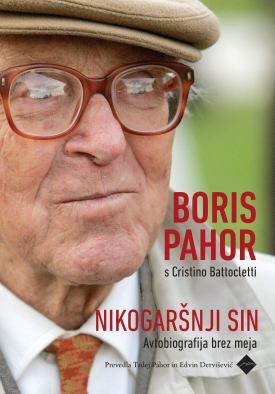 BORIS
PAHOR
s Cristino Battocletti
NIKOGARŠNJI SIN
Avtobiografija brez meja
Prevedla Tadej Pahor in Edvin Dervišević